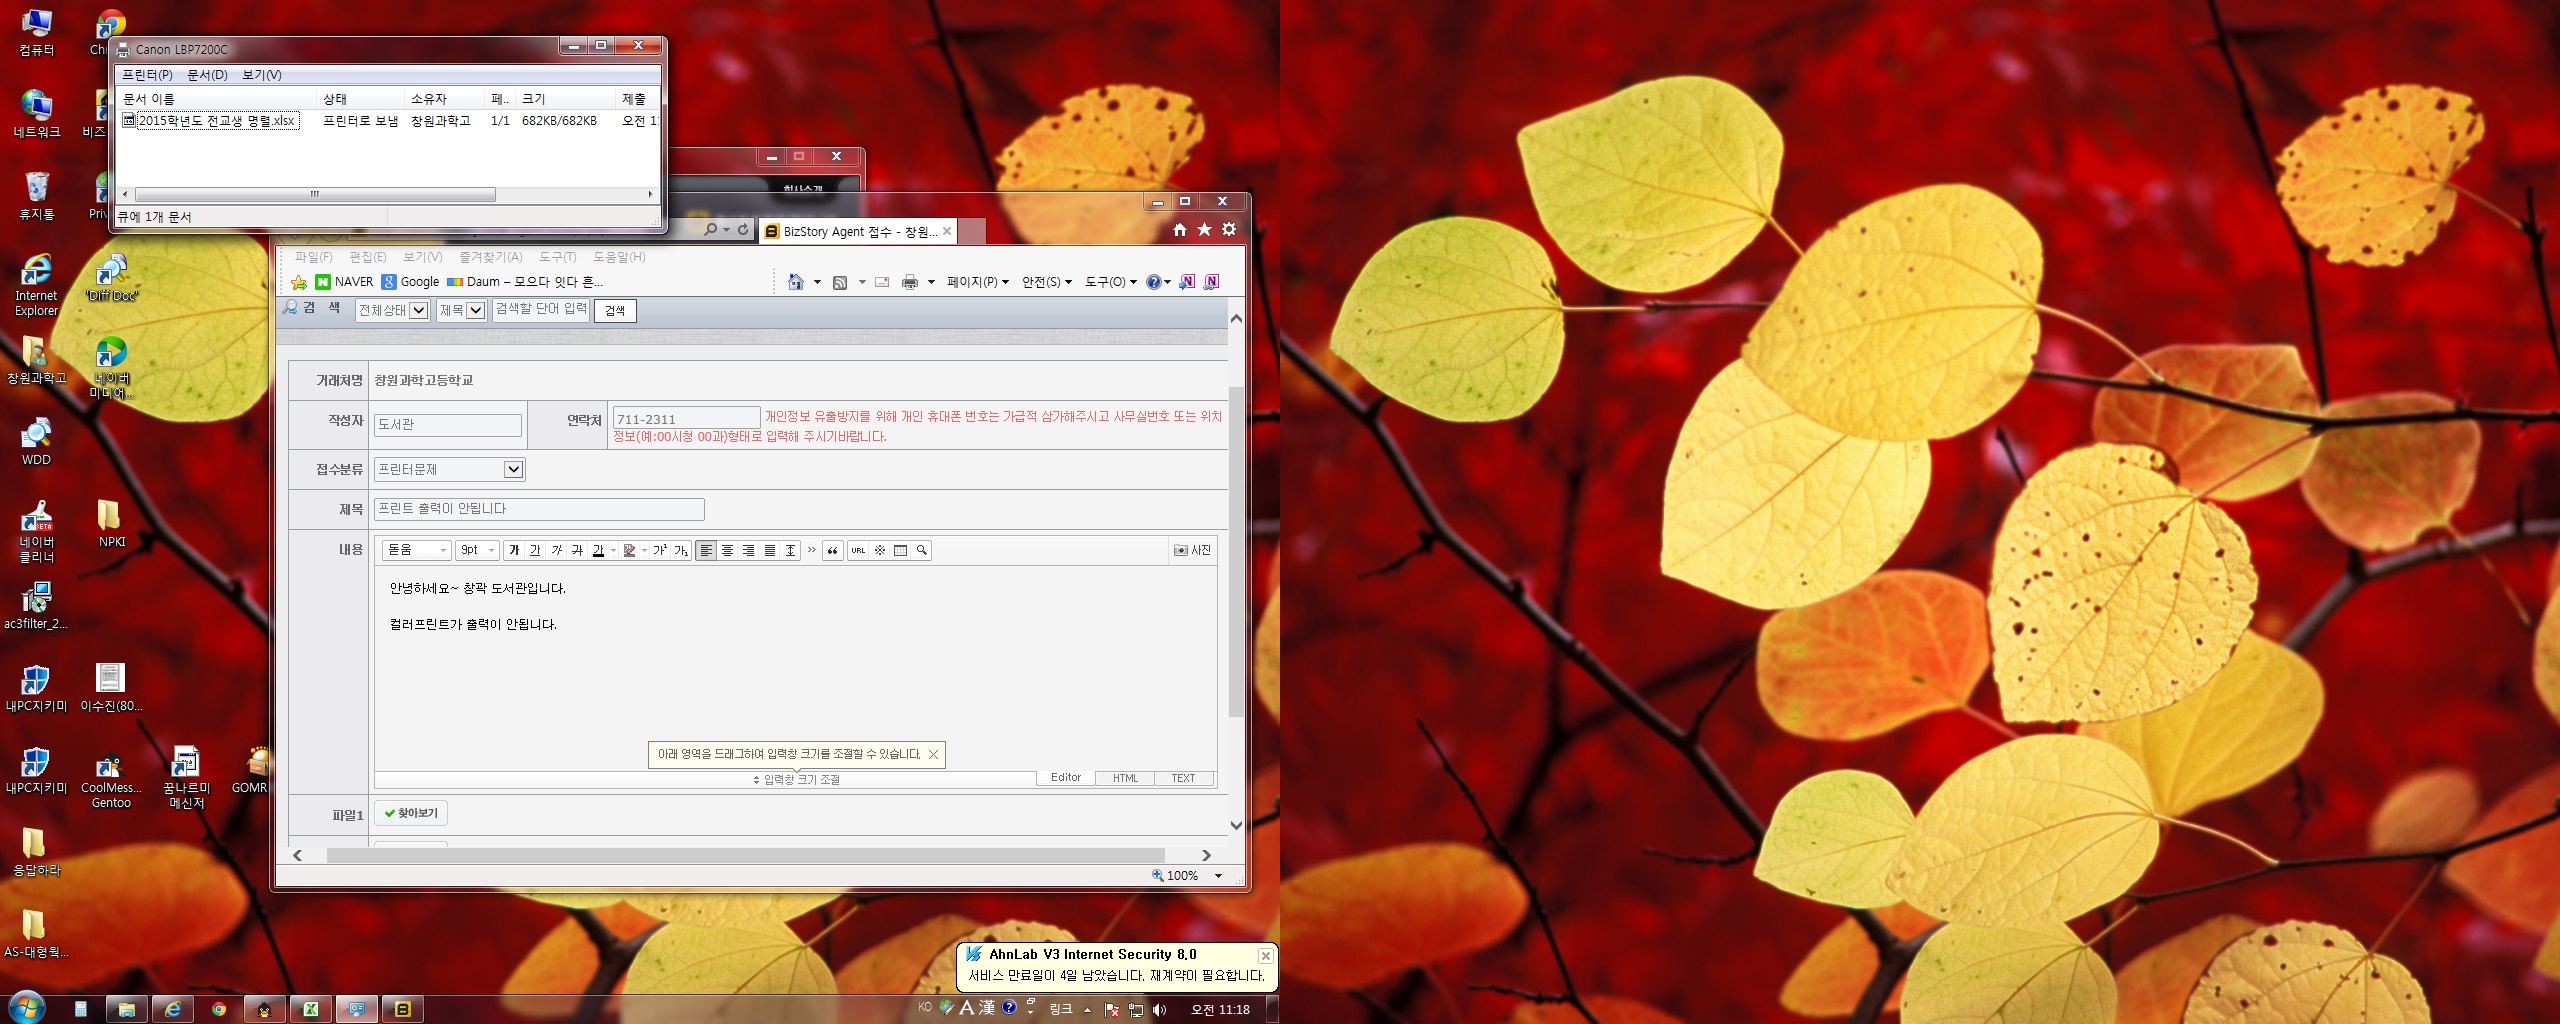 컴퓨터
네트워크
휴지통
Internet
Explorer
창원과학고
WDD
네이버
클리너
BETA
ac3filter_2...
내PC지키미
내PC지키미
응답하라
AS-대형웍...
"Diff Doc"
네이버
미디어...
NPKI
이수진(80...
CoolMess...
Gentoo
꿈나르미
메신저
Canon LBP7200C
프린터(P) 문서(D) 보기(V)
문서 이름 상태 소유자 페.. 크기 제출
2015학년도 전교생 명렬.xlsx 프린터로 보냄 창원과학고 1/1 682KB/682KB 오전 1
큐에 1개 문서
회사소개
BizStory Agent 접수 - 창원...
파일(F) 편집(E) 보기(V) 즐겨찾기(A) 도구(T) 도움말(H)
NAVER Google Daum – 모으다 잇다 흔... 페이지(P) 안전(S) 도구(O)
검 색 전체상태 제목 검색할 단어 입력 검색
거래처명 창원과학고등학교
작성자 도서관 연락처 711-2311 개인정보 유출방지를 위해 개인 휴대폰 번호는 가급적 삼가해주시고 사무실번호 또는 위치
정보(예:00시청 00과)형태로 입력해 주시기바랍니다.
접수분류 프린터문제
제목 프린트 출력이 안됩니다
내용 돋움 9pt 가 가 가 가 가 가² 가₁ URL 사진
안녕하세요~ 창곽 도서관입니다.
컬러프린트가 출력이 안됩니다.
아래 영역을 드래그하여 입력창 크기를 조절할 수 있습니다.
입력창 크기 조절 Editor HTML TEXT
파일1 찾아보기
100%
AhnLab V3 Internet Security 8.0
서비스 만료일이 4일 남았습니다. 재계약이 필요합니다.
KO A 漢 링크 오전 11:18